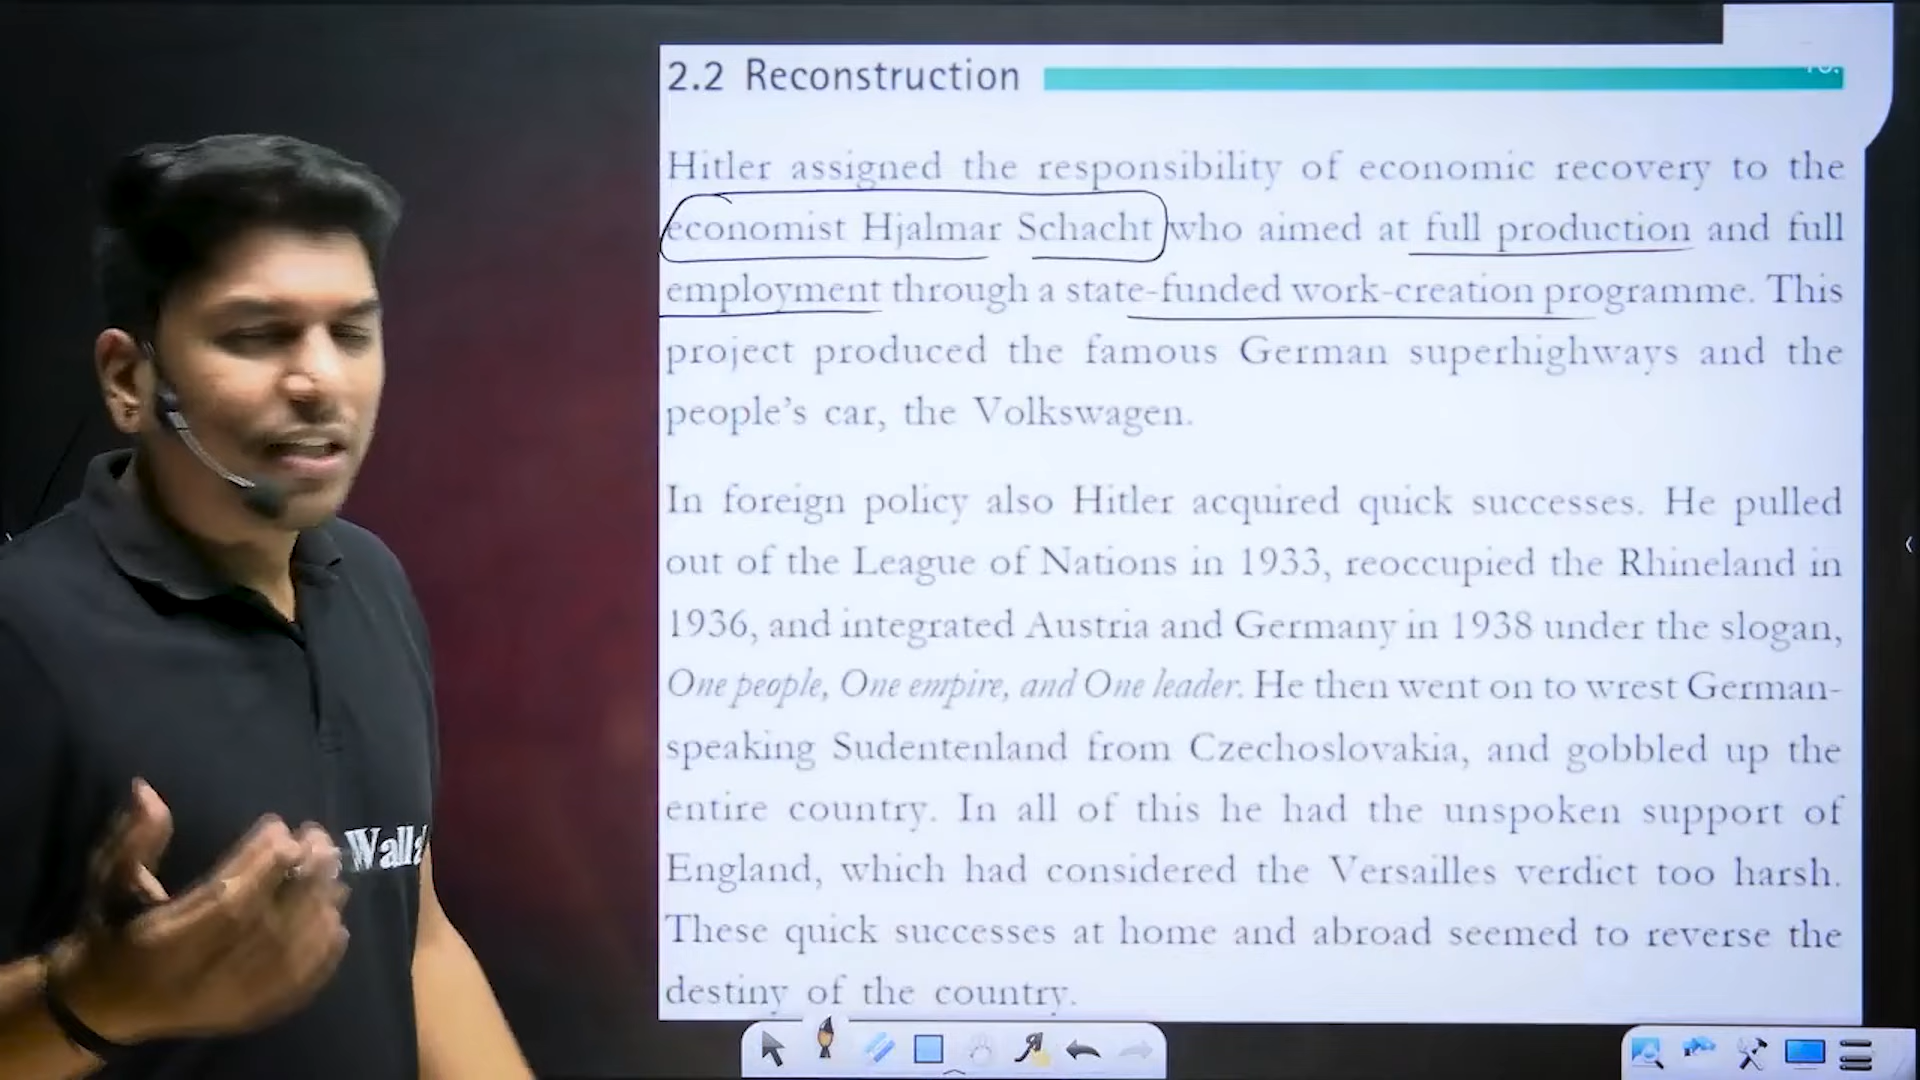 2.2 Reconstruction
Hitler assigned the responsibility of economic recovery to the
economist Hjalmar Schacht who aimed at full production and full
employment through a state-funded work-creation programme. This
project produced the famous German superhighways and the
people's car, the Volkswagen.
In foreign policy also Hitler acquired quick successes. He pulled
out of the League of Nations in 1933, reoccupied the Rhineland in
1936, and integrated Austria and Germany in 1938 under the slogan,
One people, One empire, and One leader. He then went on to wrest German-
speaking Sudentenland from Czechoslovakia, and gobbled up the
entire country. In all of this he had the unspoken support of
England, which had considered the Versailles verdict too harsh.
These quick successes at home and abroad seemed to reverse the
destiny of the country.